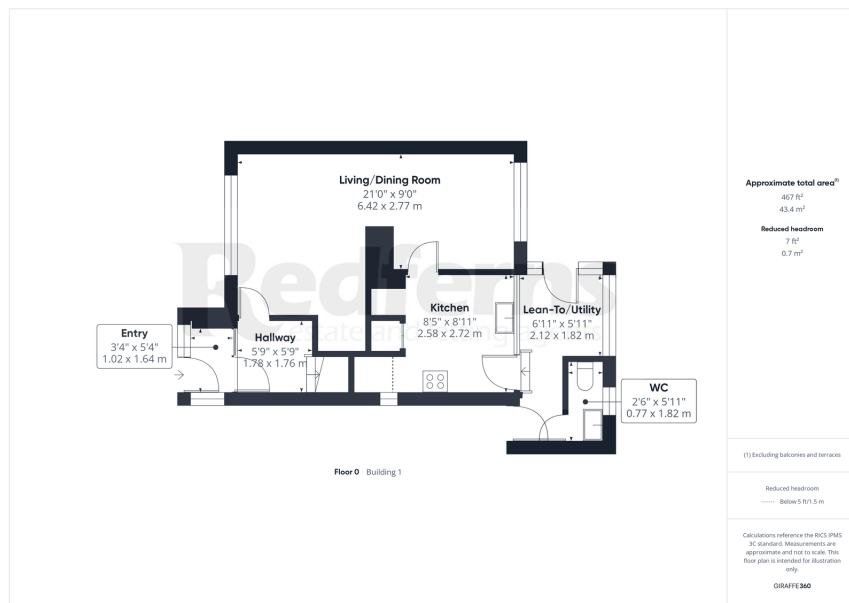 Living/Dining Room
21'0" x 9'0"
6.42 x 2.77 m
Redferns
estate and
Kitchen
8'5" x 8'11"
2.58 x 2.72 m
Lean-To/Utility
6'11" x 5'11"
2.12 x 1.82 m
Entry
3'4" x 5'4"
1.02 x 1.64 m
Hallway
5'9" x 5'9"
1.78 x 1.76 m
WC
2'6" x 5'11"
0.77 x 1.82 m
Floor 0 Building 1
Approximate total area(1)
467 ft²
43.4 m²
Reduced headroom
7 ft²
0.7 m²
(1) Excluding balconies and terraces
Reduced headroom
Below 5 ft/1.5 m
Calculations reference the RICS IPMS
3C standard. Measurements are
approximate and not to scale. This
floor plan is intended for illustration
only.
GIRAFFE360